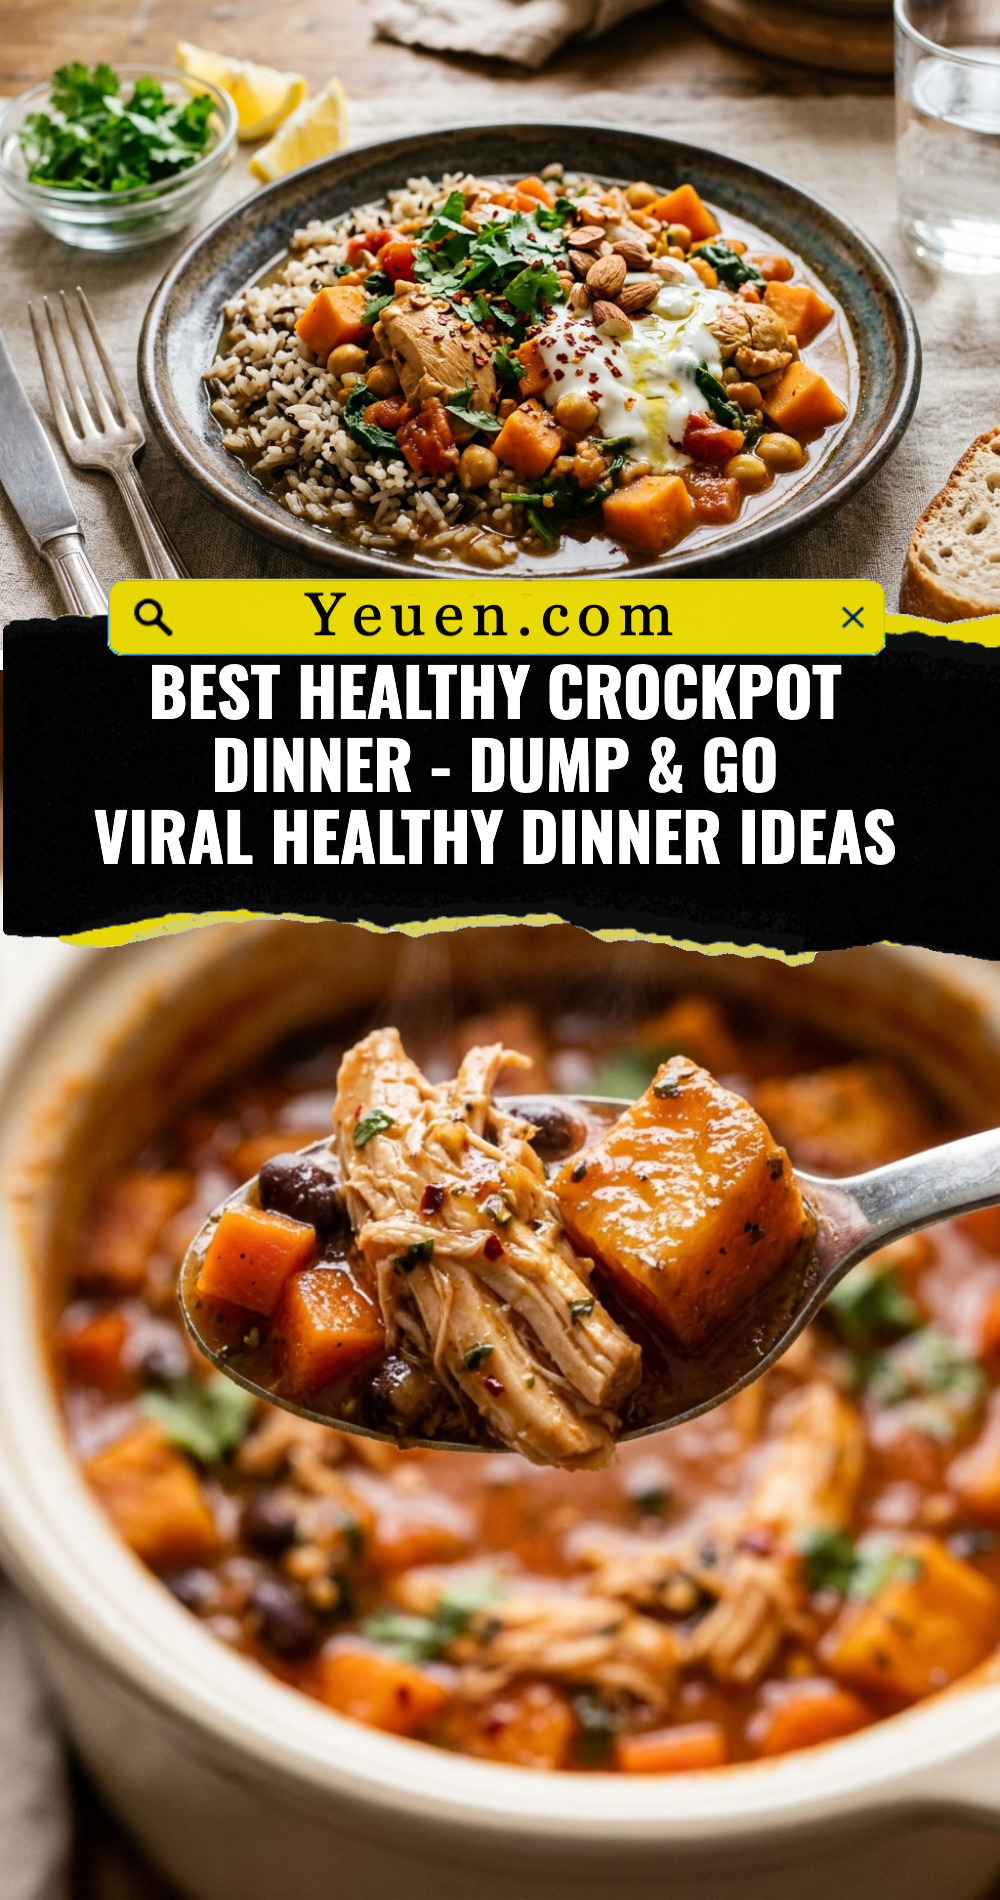 Yeuen.com
BEST HEALTHY CROCKPOT
DINNER - DUMP & GO
VIRAL HEALTHY DINNER IDEAS